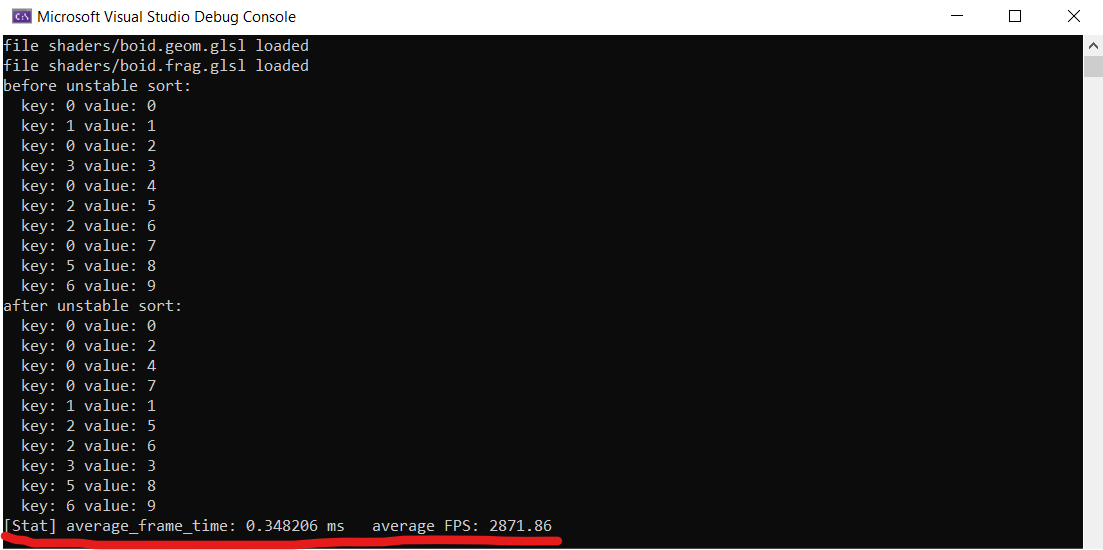 Microsoft Visual Studio Debug Console
file shaders/boid.geom.glsl loaded
file shaders/boid.frag.glsl loaded
before unstable sort:
  key: 0 value: 0
  key: 1 value: 1
  key: 0 value: 2
  key: 3 value: 3
  key: 0 value: 4
  key: 2 value: 5
  key: 2 value: 6
  key: 0 value: 7
  key: 5 value: 8
  key: 6 value: 9
after unstable sort:
  key: 0 value: 0
  key: 0 value: 2
  key: 0 value: 4
  key: 0 value: 7
  key: 1 value: 1
  key: 2 value: 5
  key: 2 value: 6
  key: 3 value: 3
  key: 5 value: 8
  key: 6 value: 9
[Stat] average_frame_time: 0.348206 ms   average FPS: 2871.86